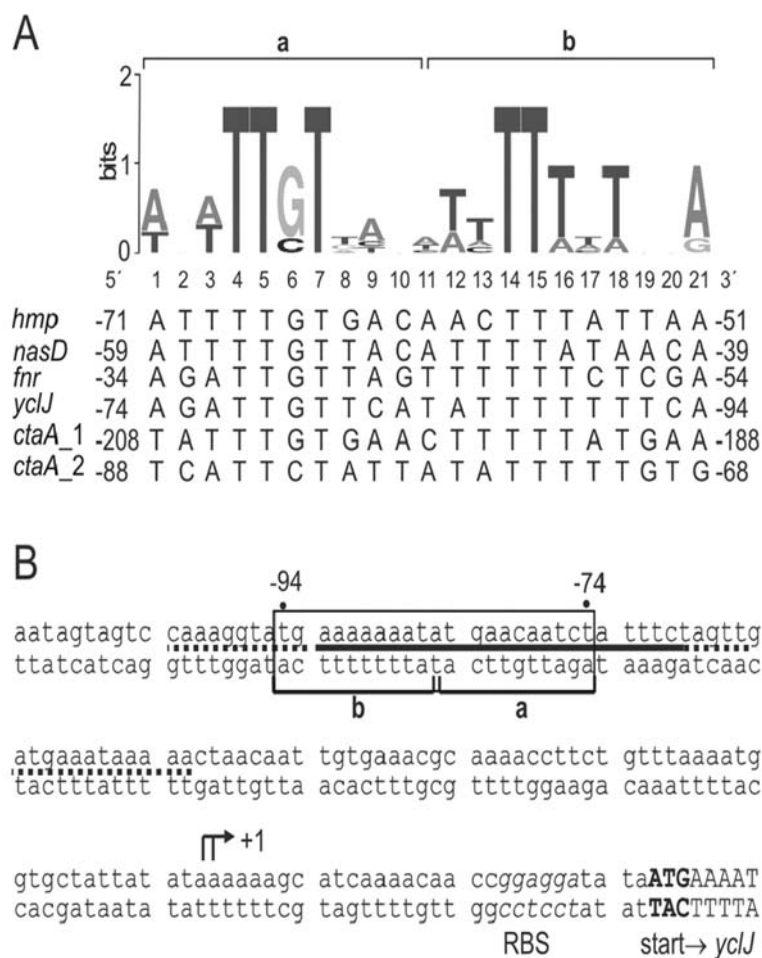 A
a b
2
bits
1
0
5´ 1 2 3 4 5 6 7 8 9 10 11 12 13 14 15 16 17 18 19 20 21 3´
hmp -71 A T T T T G T G A C A A C T T T A T T A A -51
nasD -59 A T T T T G T T A C A T T T T A T A A C A -39
fnr -34 A G A T T G T T A G T T T T T T C T C G A -54
yclJ -74 A G A T T G T T C A T A T T T T T T T C A -94
ctaA_1 -208 T A T T T G T G A A C T T T T T A T G A A -188
ctaA_2 -88 T C A T T C T A T T A T A T T T T T G T G -68
B
-94 -74
aatagtagtc caaaggtatg aaaaaaatat gaacaatcta tttctagttg
ttatcatcag gtttggatac tttttttata cttgttagat aaagatcaac
b a
atgaaataaa aactaacaat tgtgaaacgc aaaaccttct gtttaaaatg
tactttattt ttgattgtta acactttgcg ttttggaaga caaattttac
+1
gtgctattat ataaaaaagc atcaaaacaa ccggaggata taATGAAAAT
cacgataata tattttttcg tagttttgtt ggcctcctat atTACTTTTA
RBS start→ yclJ